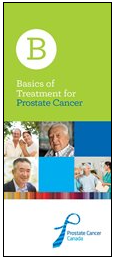 B
Basics of
Treatment for
Prostate Cancer
Prostate Cancer
Canada